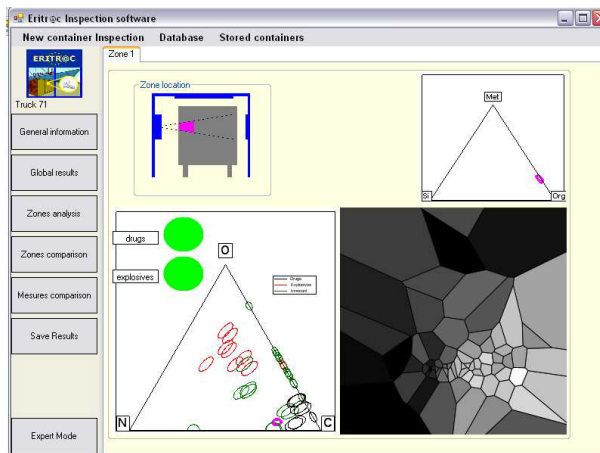 Eritr@c Inspection software
New container Inspection Database Stored containers
ERITR@C
Zone 1
Truck 71
Zone location
General information
Global results
Zones analysis
Zones comparison
Mesures comparison
Save Results
Expert Mode
Met
Si
Org
drugs
explosives
O
Drugs
Explosives
N
C